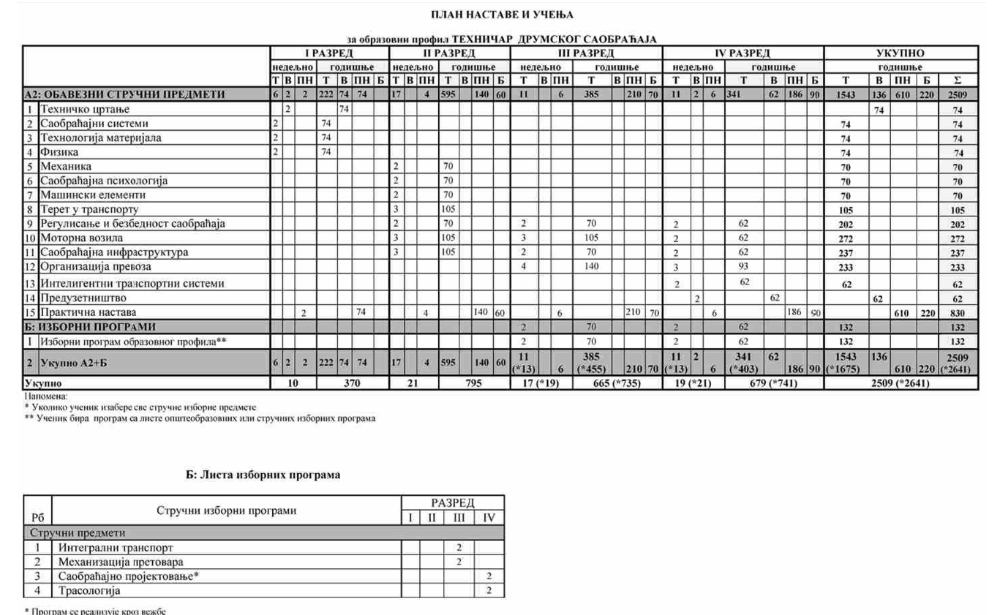 ПЛАН НАСТАВЕ И УЧЕЊА
за образовни профил ТЕХНИЧАР ДРУМСКОГ САОБРАЋАЈА
I РАЗРЕД II РАЗРЕД III РАЗРЕД IV РАЗРЕД УКУПНО
недељно годишње недељно годишње недељно годишње недељно годишње годишње
Т В ПН Т В ПН Б Т В ПН Т В ПН Б Т В ПН Т В ПН Б Т В ПН Т В ПН Б Т В ПН Б Σ
А2: ОБАВЕЗНИ СТРУЧНИ ПРЕДМЕТИ 6 2 2 222 74 74 17 4 595 140 60 11 6 385 210 70 11 2 6 341 62 186 90 1543 136 610 220 2509
1 Техничко цртање 2 74 74 74
2 Саобраћајни системи 2 74 74 74
3 Технологија материјала 2 74 74 74
4 Физика 2 74 74 74
5 Механика 2 70 70 70
6 Саобраћајна психологија 2 70 70 70
7 Машински елементи 2 70 70 70
8 Терет у транспорту 3 105 105 105
9 Регулисање и безбедност саобраћаја 2 70 2 70 2 62 202 202
10 Моторна возила 3 105 3 105 2 62 272 272
11 Саобраћајна инфраструктура 3 105 2 70 2 62 237 237
12 Организација превоза 4 140 3 93 233 233
13 Интелигентни транспортни системи 2 62 62 62
14 Предузетништво 2 62 62 62
15 Практична настава 2 74 4 140 60 6 210 70 6 186 90 610 220 830
Б: ИЗБОРНИ ПРОГРАМИ 2 70 2 62 132 132
1 Изборни програм образовног профила** 2 70 2 62 132 132
2 Укупно А2+Б 6 2 2 222 74 74 17 4 595 140 60 11 (*13) 6 385 (*455) 210 70 11 (*13) 2 6 341 (*403) 62 186 90 1543 (*1675) 136 610 220 2509 (*2641)
Укупно 10 370 21 795 17 (*19) 665 (*735) 19 (*21) 679 (*741) 2509 (*2641)
Напомена:
* Уколико ученик изабере све стручне изборне предмете
** Ученик бира програм са листе општеобразовних или стручних изборних програма
Б: Листа изборних програма
Рб Стручни изборни програми РАЗРЕД
I II III IV
Стручни предмети
1 Интегрални транспорт 2
2 Механизација претовара 2
3 Саобраћајно пројектовање* 2
4 Трасологија 2
* Програм се реализује кроз вежбе